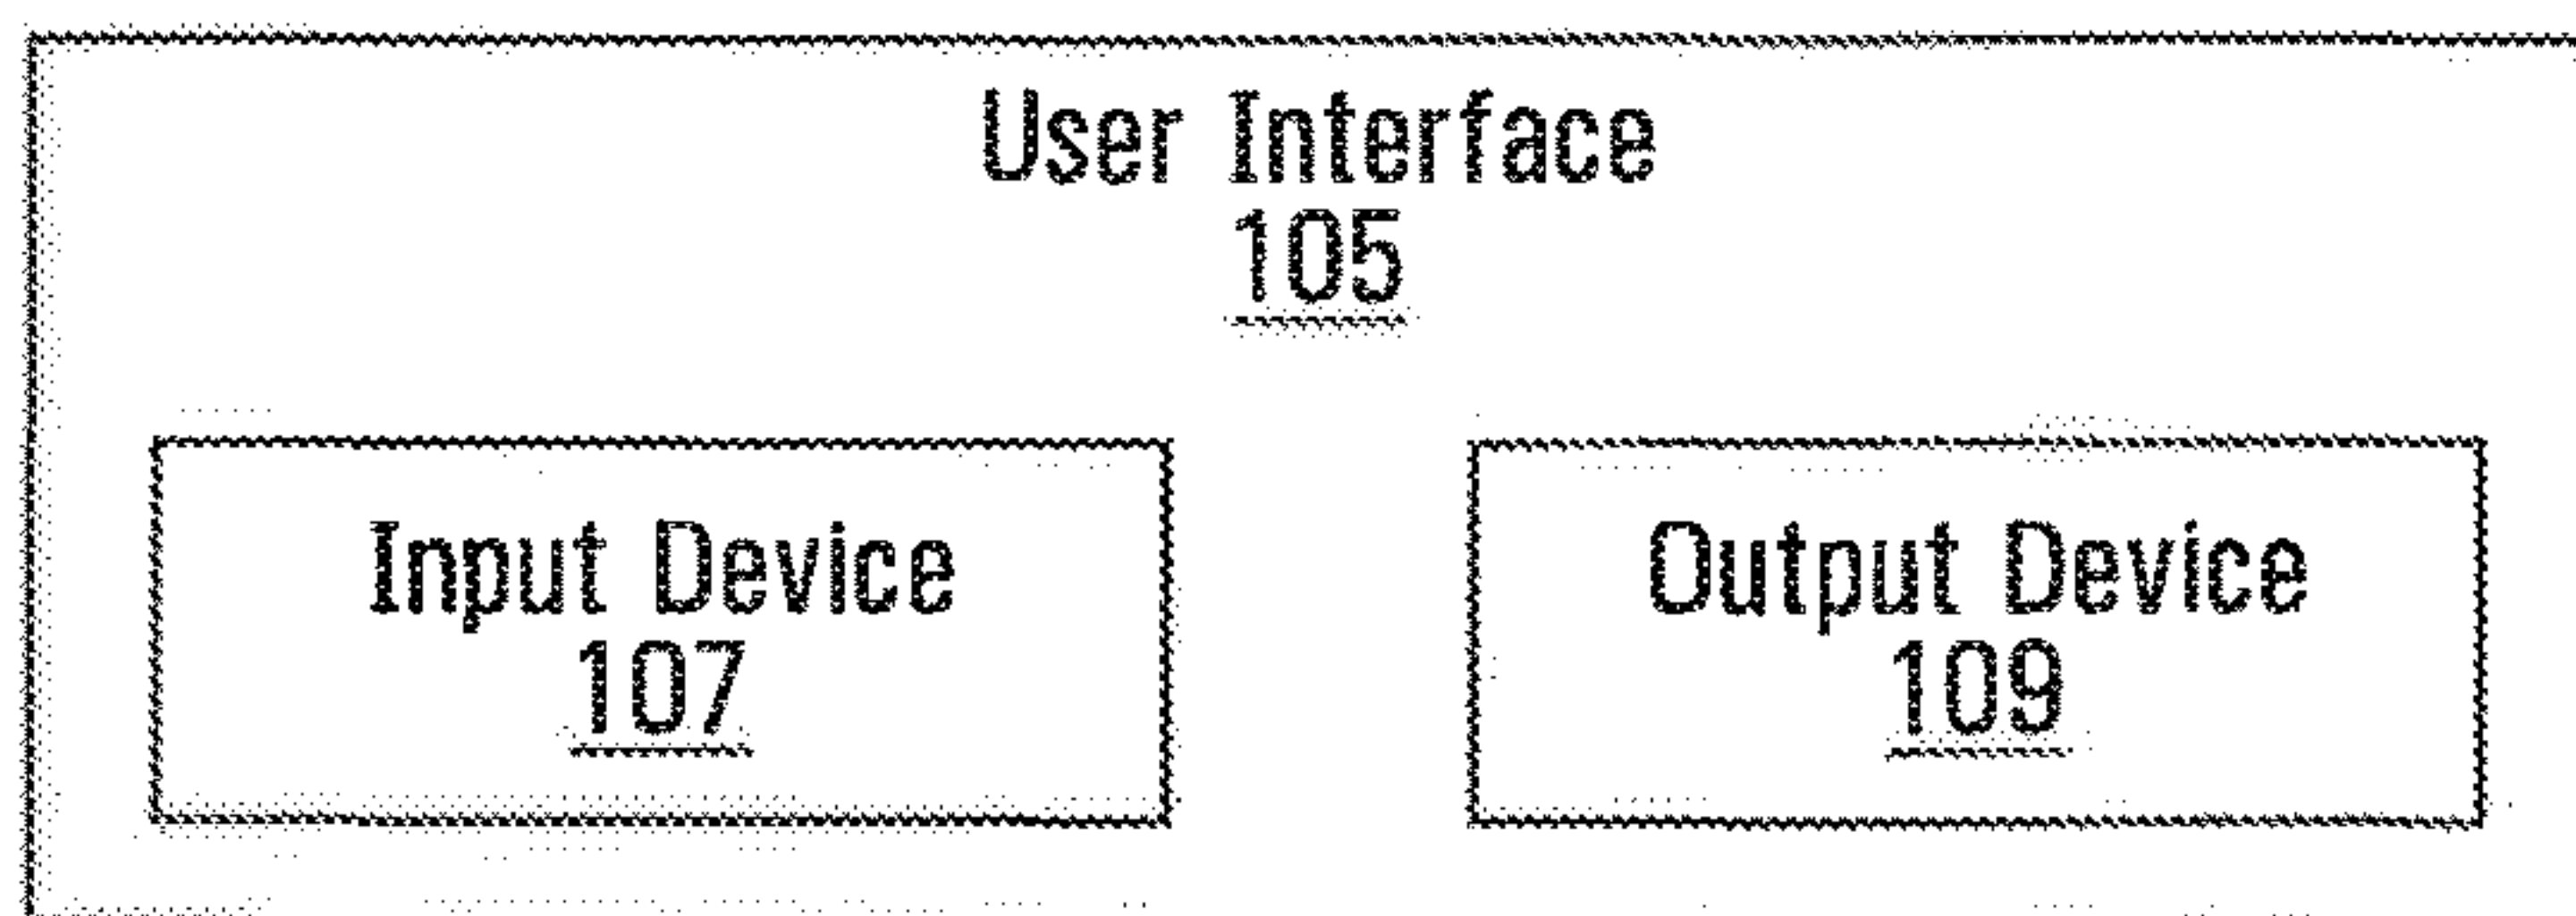 User Interface
105
Input Device
107
Output Device
109